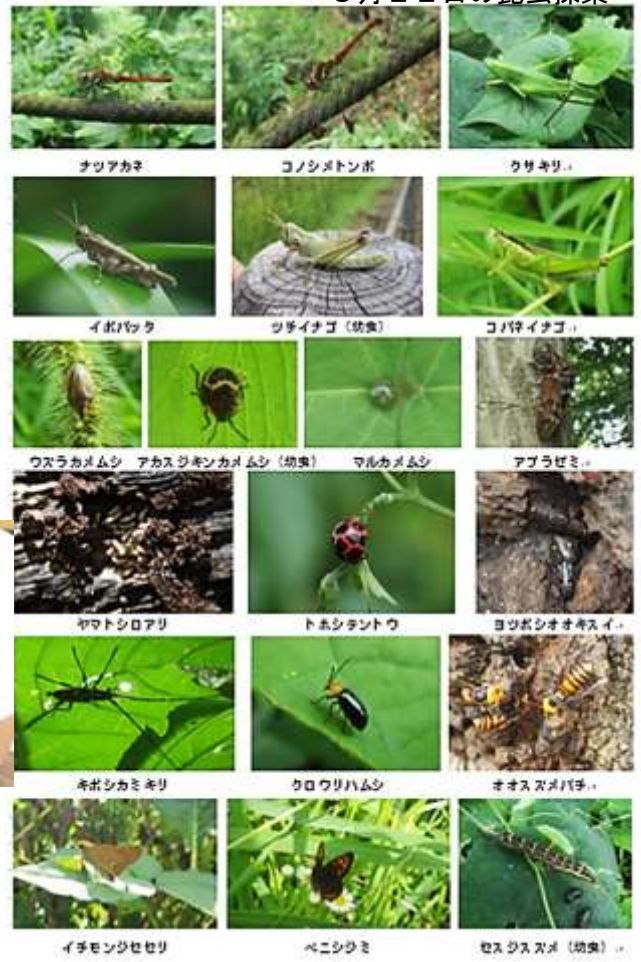 ナツアカネ コノシメトンボ クサキリ
イボバッタ ツチイナゴ（幼虫） コバネイナゴ
ウズラカメムシ アカスジキンカメムシ（幼虫） マルカメムシ アブラゼミ
ヤマトシロアリ トホシテントウ ヨツボシオオキスイ
キボシカミキリ クロウリハムシ オオスズメバチ
イチモンジセセリ ベニシジミ セスジスズメ（幼虫）